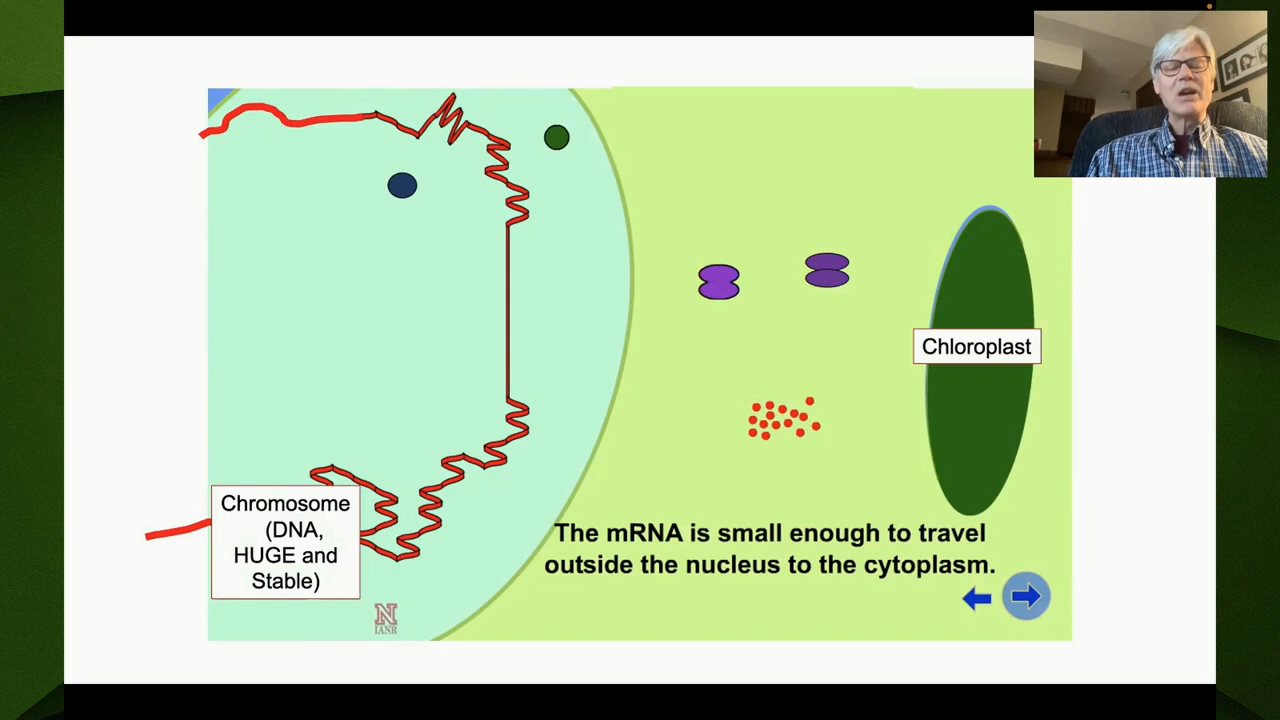 Chloroplast
Chromosome
(DNA,
HUGE and
Stable)
The mRNA is small enough to travel
outside the nucleus to the cytoplasm.
N
IANR